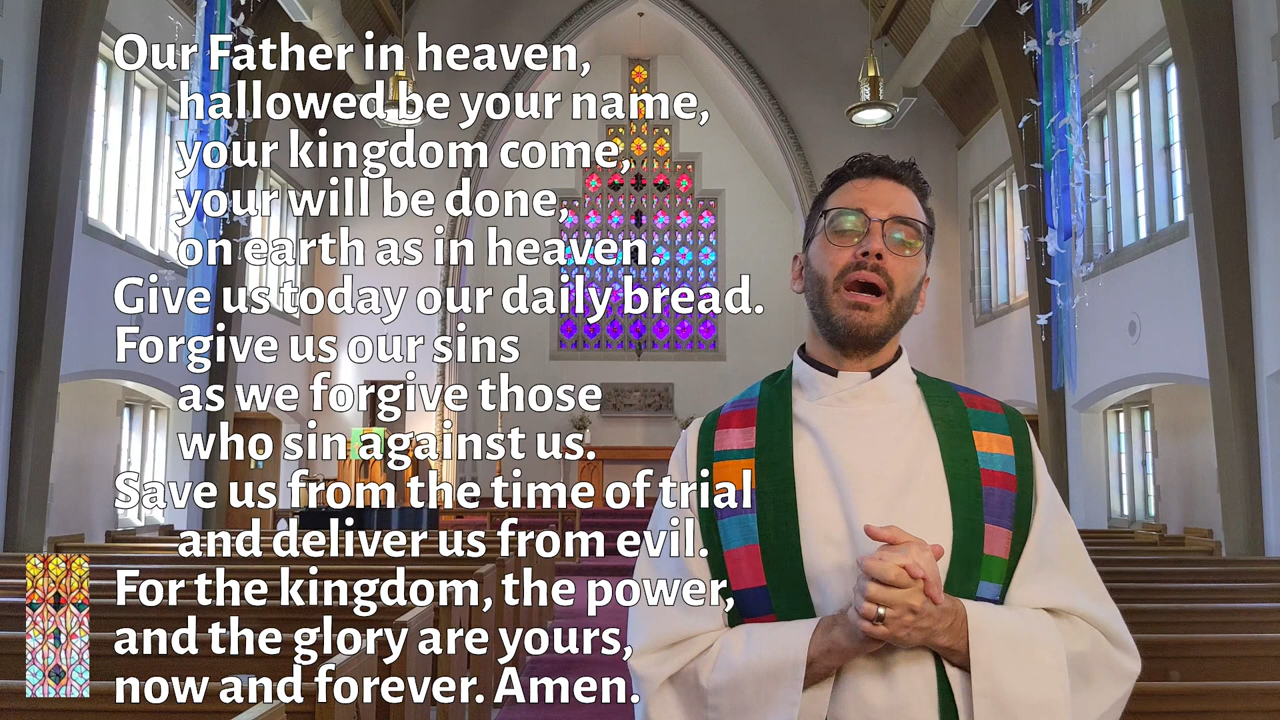 Our Father in heaven,
hallowed be your name,
your kingdom come,
your will be done,
on earth as in heaven.
Give us today our daily bread.
Forgive us our sins
as we forgive those
who sin against us.
Save us from the time of trial
and deliver us from evil.
For the kingdom, the power,
and the glory are yours,
now and forever. Amen.